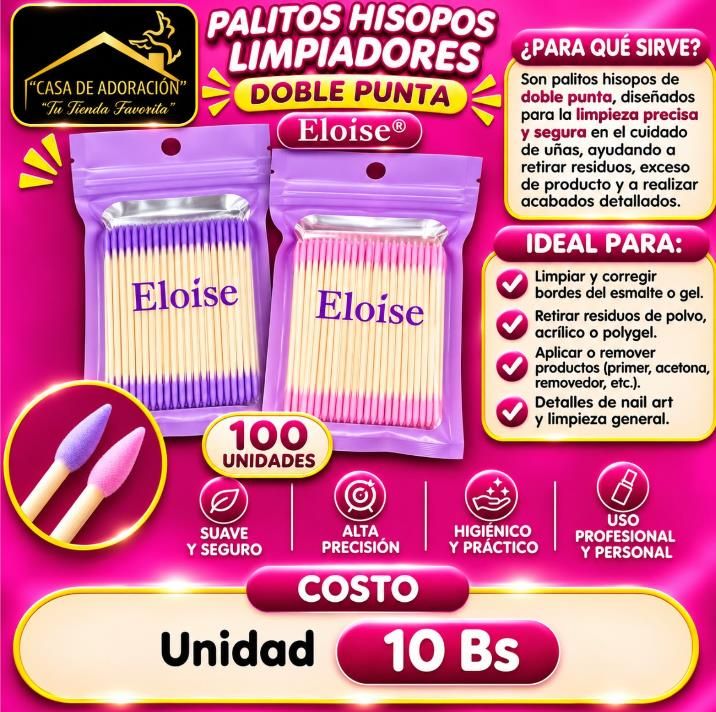 "CASA DE ADORACIÓN"
"Tu Tienda Favorita"
PALITOS HISOPOS
LIMPIADORES
DOBLE PUNTA
Eloise®
¿PARA QUÉ SIRVE?
Son palitos hisopos de
doble punta, diseñados
para la limpieza precisa
y segura en el cuidado
de uñas, ayudando a
retirar residuos, exceso
de producto y a realizar
acabados detallados.
IDEAL PARA:
Limpiar y corregir
bordes del esmalte o gel.
Retirar residuos de polvo,
acrílico o polygel.
Aplicar o remover
productos (primer, acetona,
removedor, etc.).
Detalles de nail art
y limpieza general.
Eloise
Eloise
100
UNIDADES
SUAVE
Y SEGURO
ALTA
PRECISIÓN
HIGIÉNICO
Y PRÁCTICO
USO
PROFESIONAL
Y PERSONAL
COSTO
Unidad 10 Bs